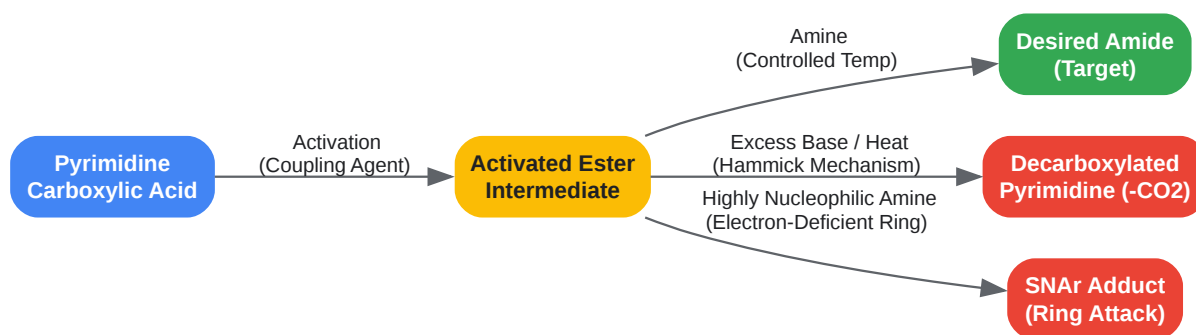 Pyrimidine
Carboxylic Acid
Activation
(Coupling Agent)
Activated Ester
Intermediate
Amine
(Controlled Temp)
Desired Amide
(Target)
Excess Base / Heat
(Hammick Mechanism)
Decarboxylated
Pyrimidine (-CO2)
Highly Nucleophilic Amine
(Electron-Deficient Ring)
SNAr Adduct
(Ring Attack)